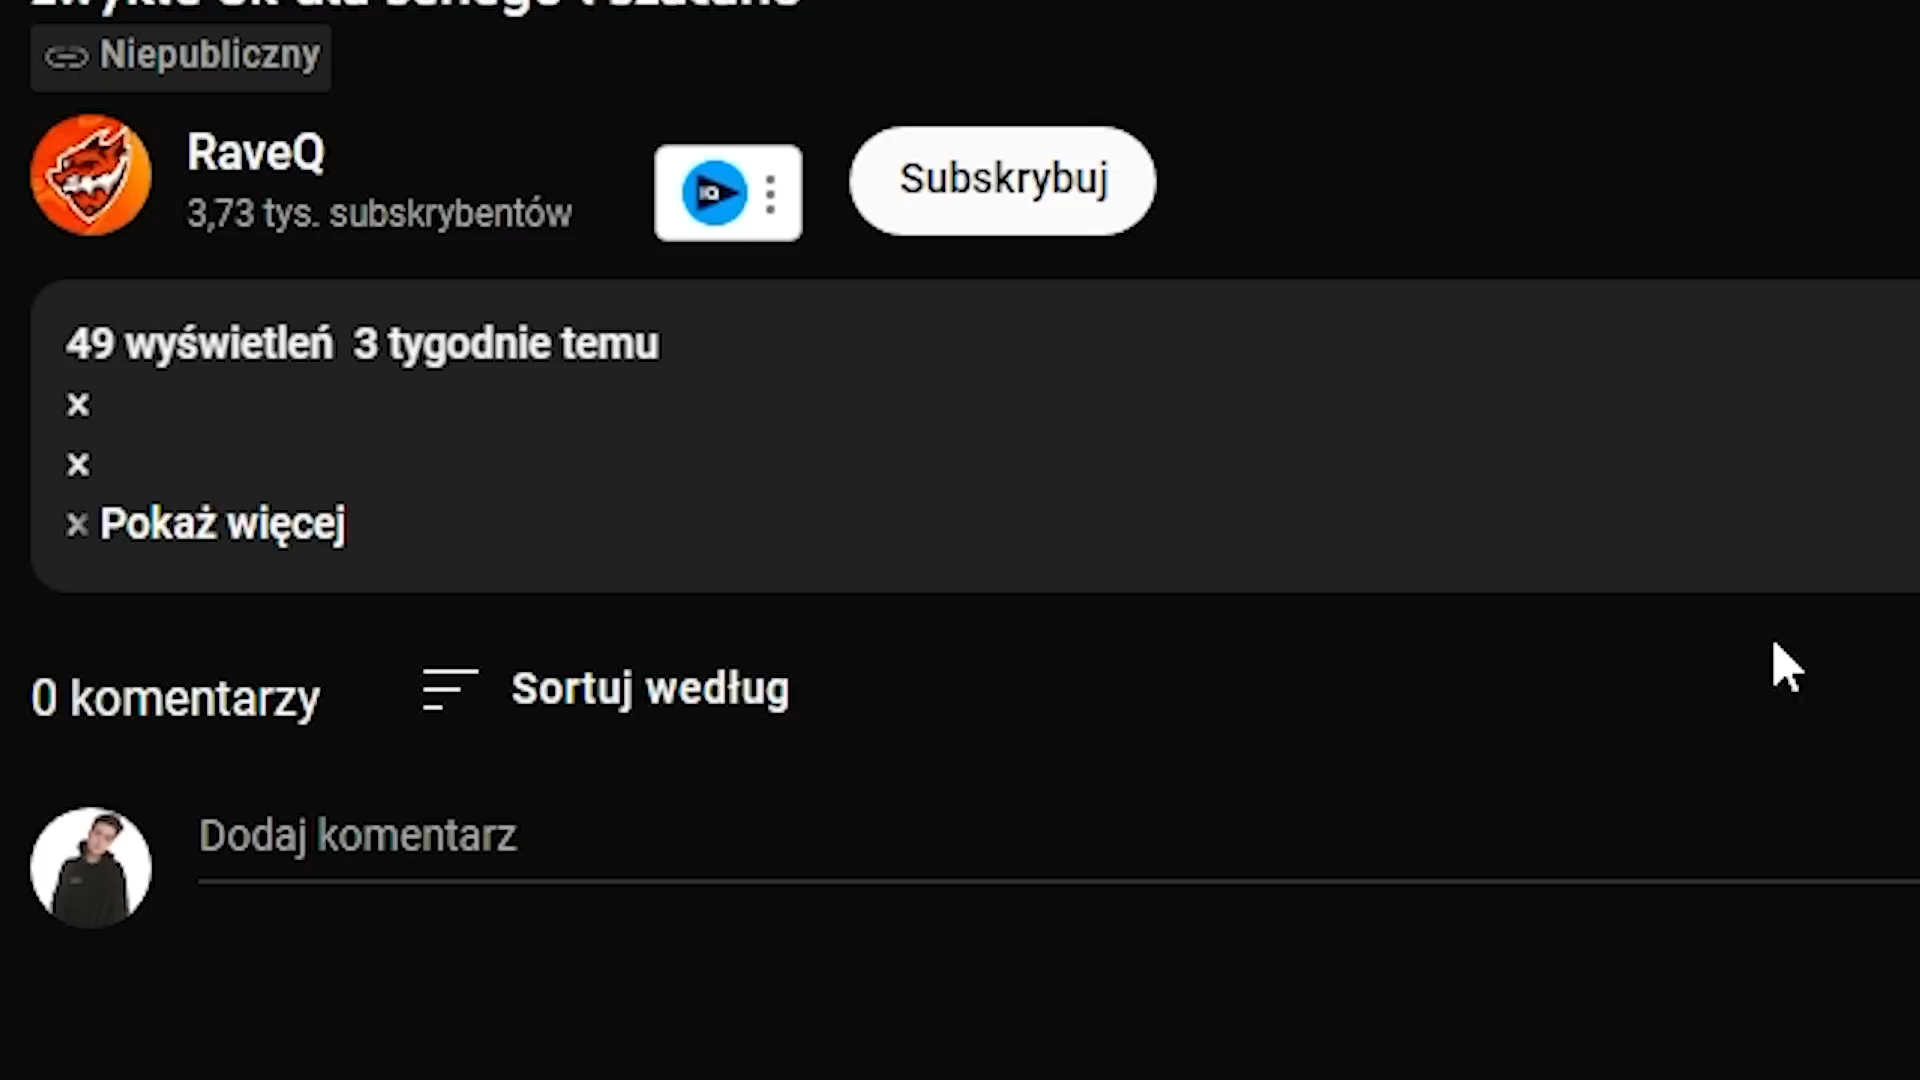 Niepubliczny
RaveQ
3,73 tys. subskrybentów
IQ
Subskrybuj
49 wyświetleń 3 tygodnie temu
x
x
x Pokaż więcej
0 komentarzy
Sortuj według
Dodaj komentarz